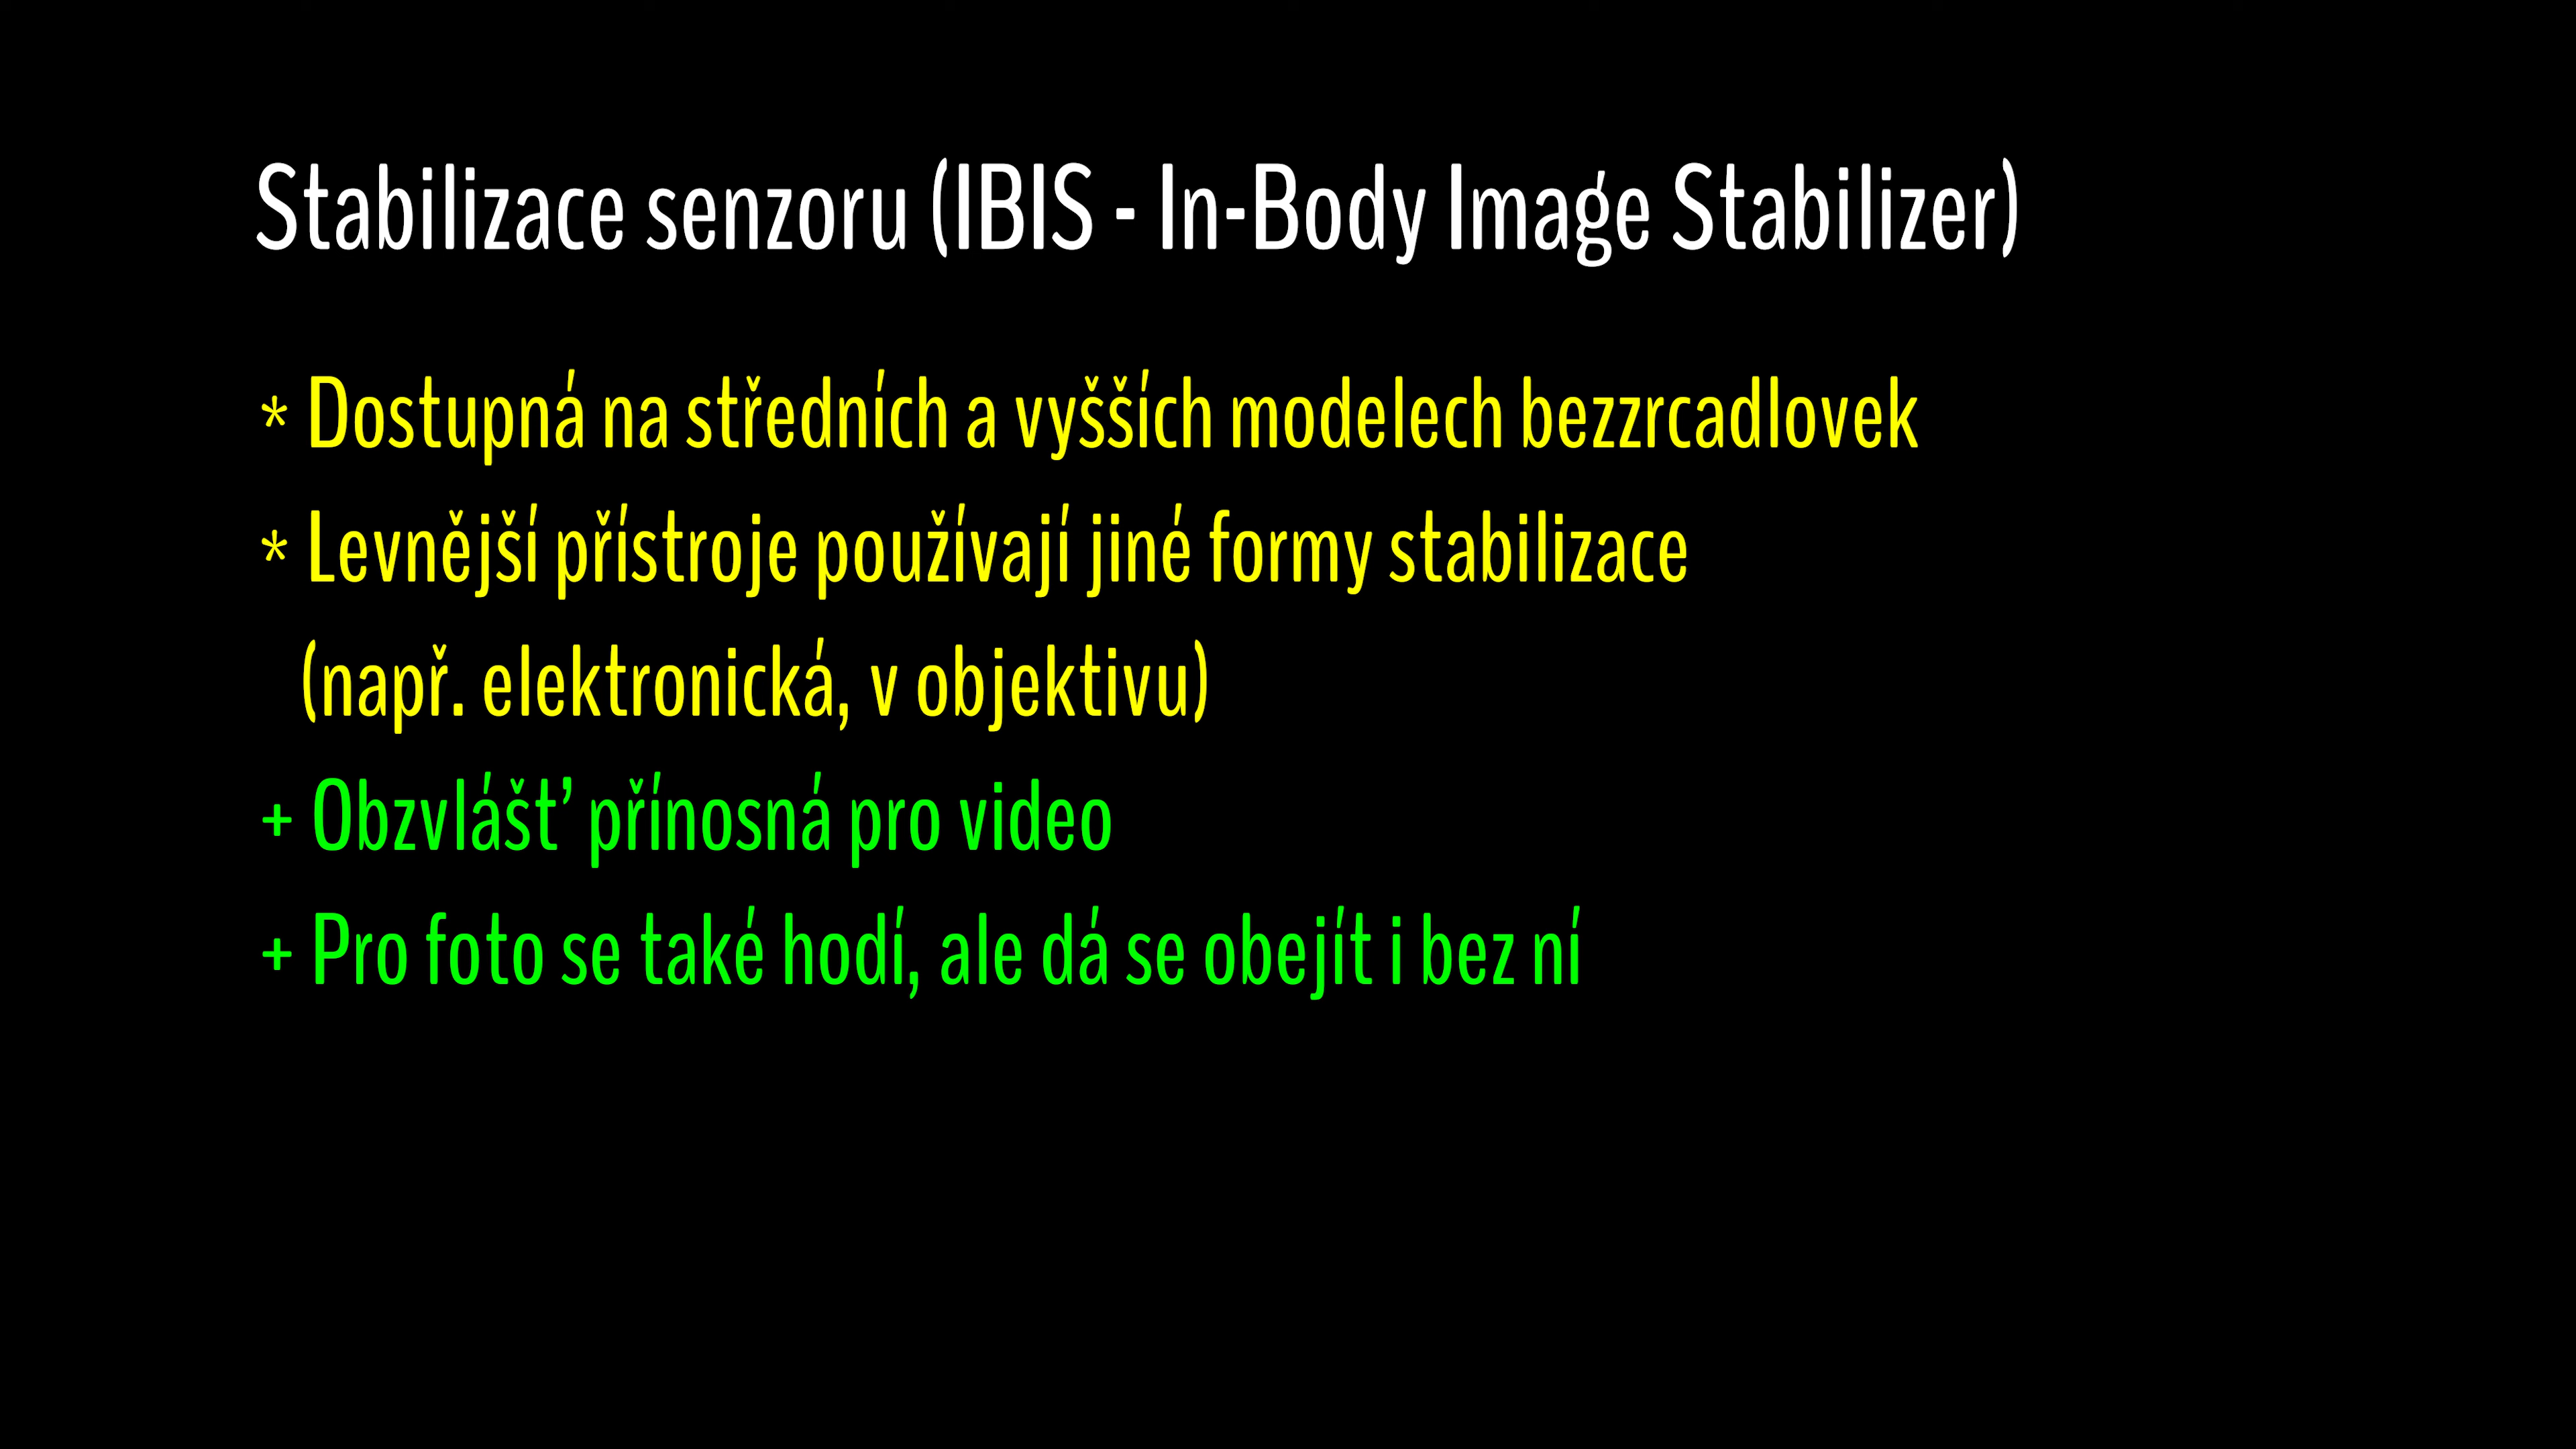 Stabilizace senzoru (IBIS - In-Body Image Stabilizer)
* Dostupná na středních a vyšších modelech bezzrcadlovek
* Levnější přístroje používají jiné formy stabilizace
(např. elektronická, v objektivu)
+ Obzvlášť přínosná pro video
+ Pro foto se také hodí, ale dá se obejít i bez ní